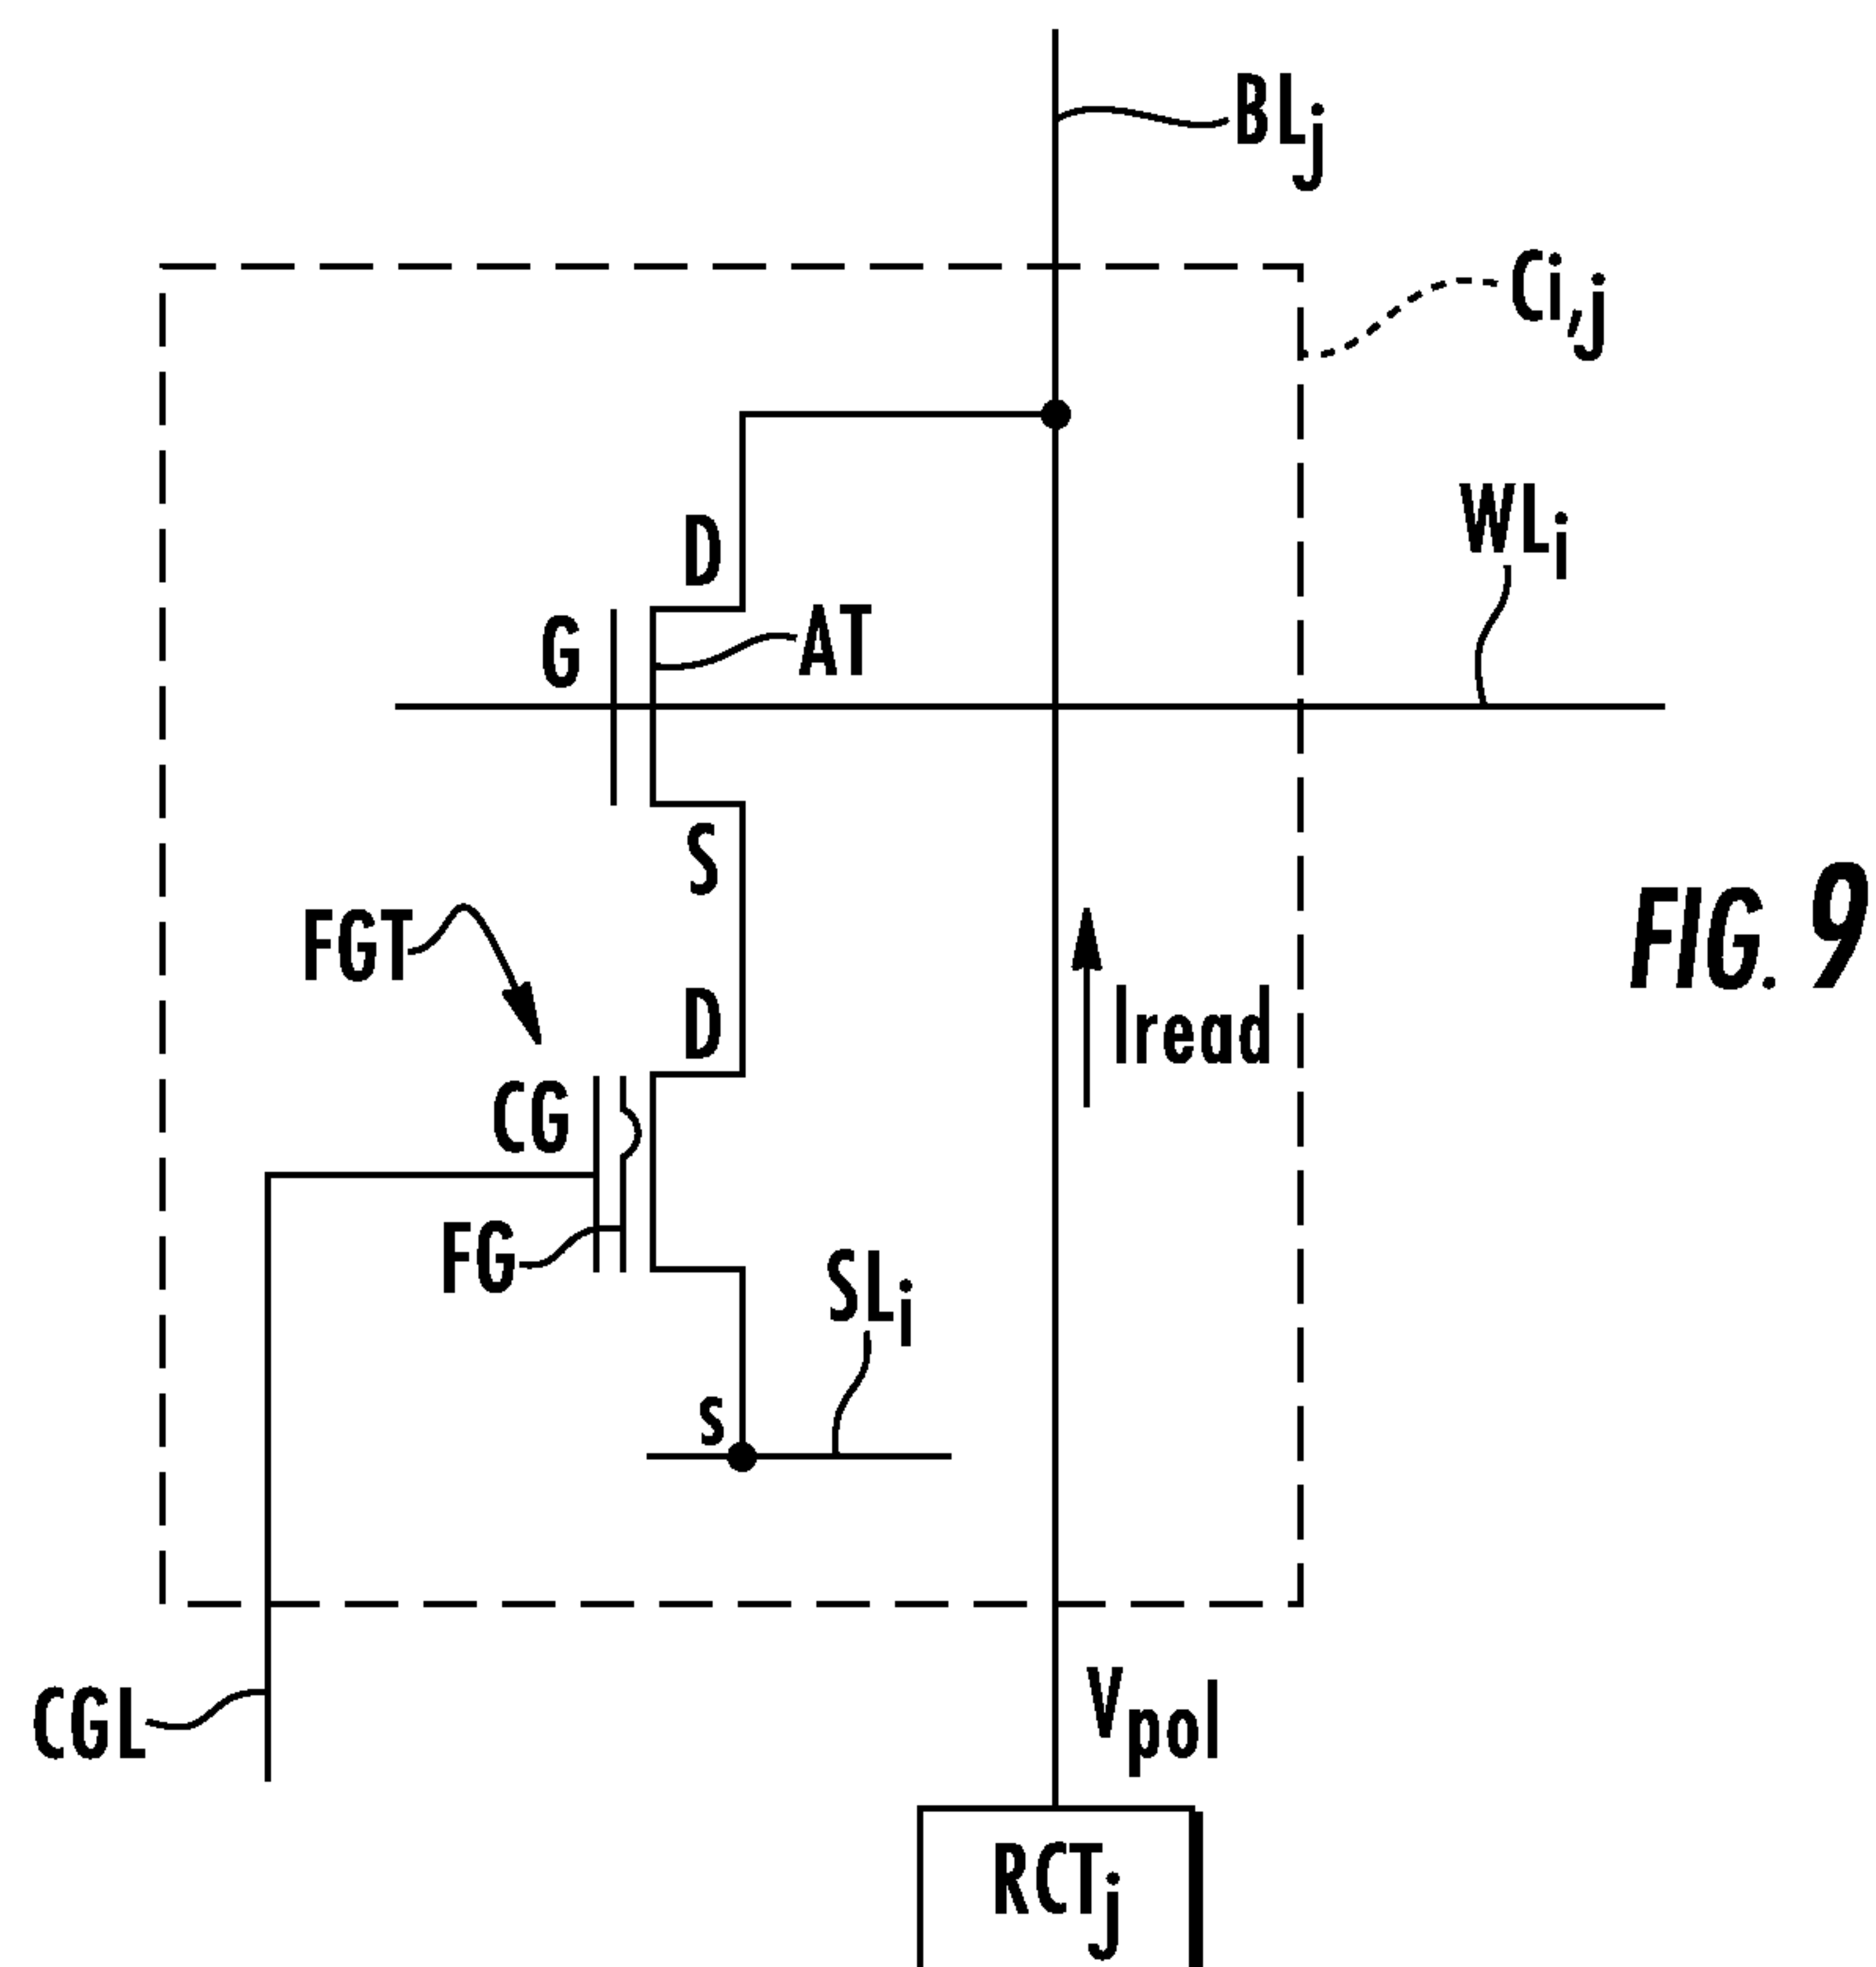 BLj
Ci,j
D
WLi
G
AT
S
FIG. 9
FGT
D
Iread
CG
FG
SLi
s
Vpol
CGL
RCTj